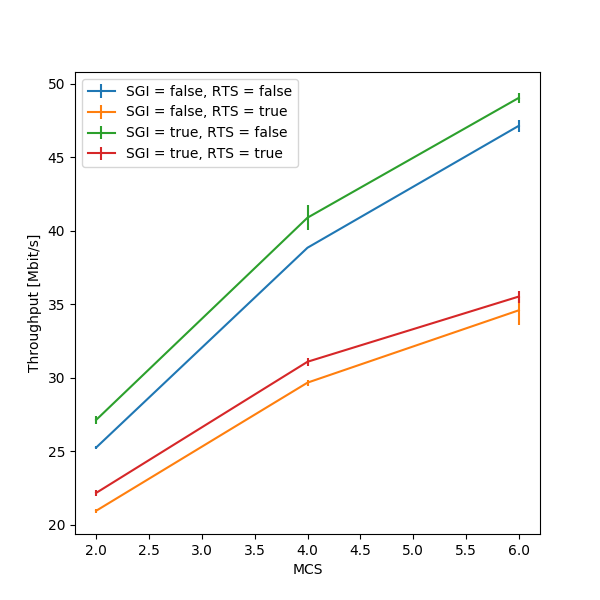 SGI = false, RTS = false
SGI = false, RTS = true
SGI = true, RTS = false
SGI = true, RTS = true
50
45
40
35
30
25
20
Throughput [Mbit/s]
2.0 2.5 3.0 3.5 4.0 4.5 5.0 5.5 6.0
MCS